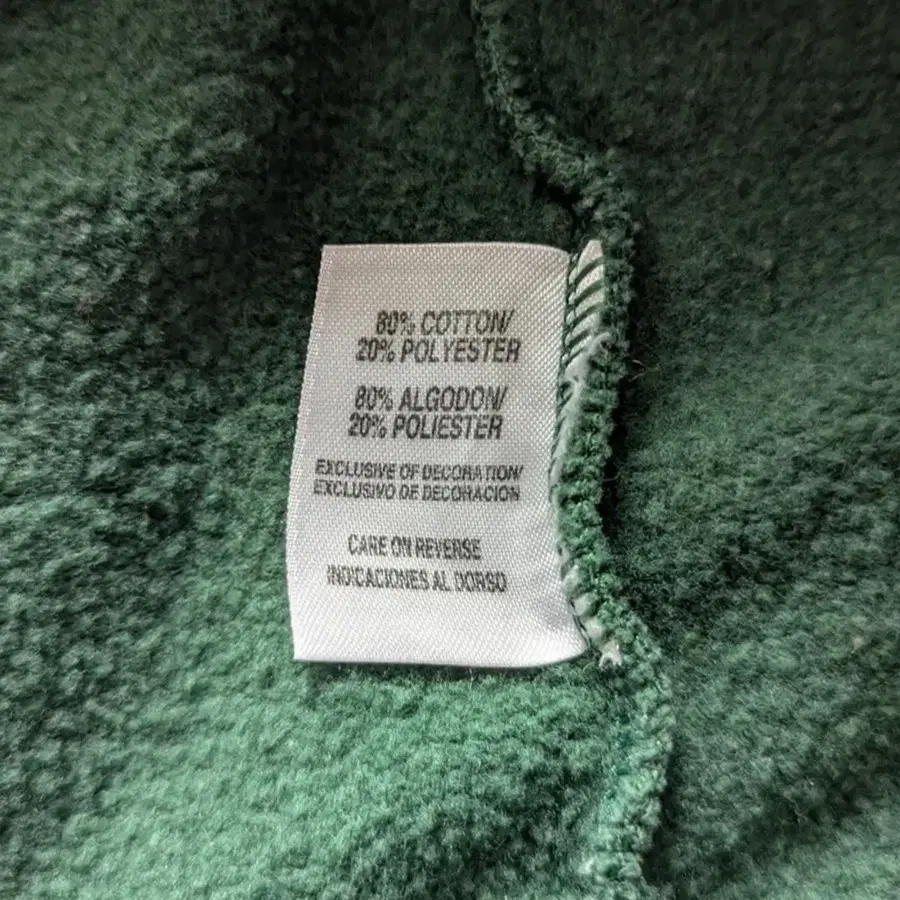 80% COTTON/
20% POLYESTER
80% ALGODON/
20% POLIESTER
EXCLUSIVE OF DECORATION/
EXCLUSIVO DE DECORACION
CARE ON REVERSE
INDICACIONES AL DORSO